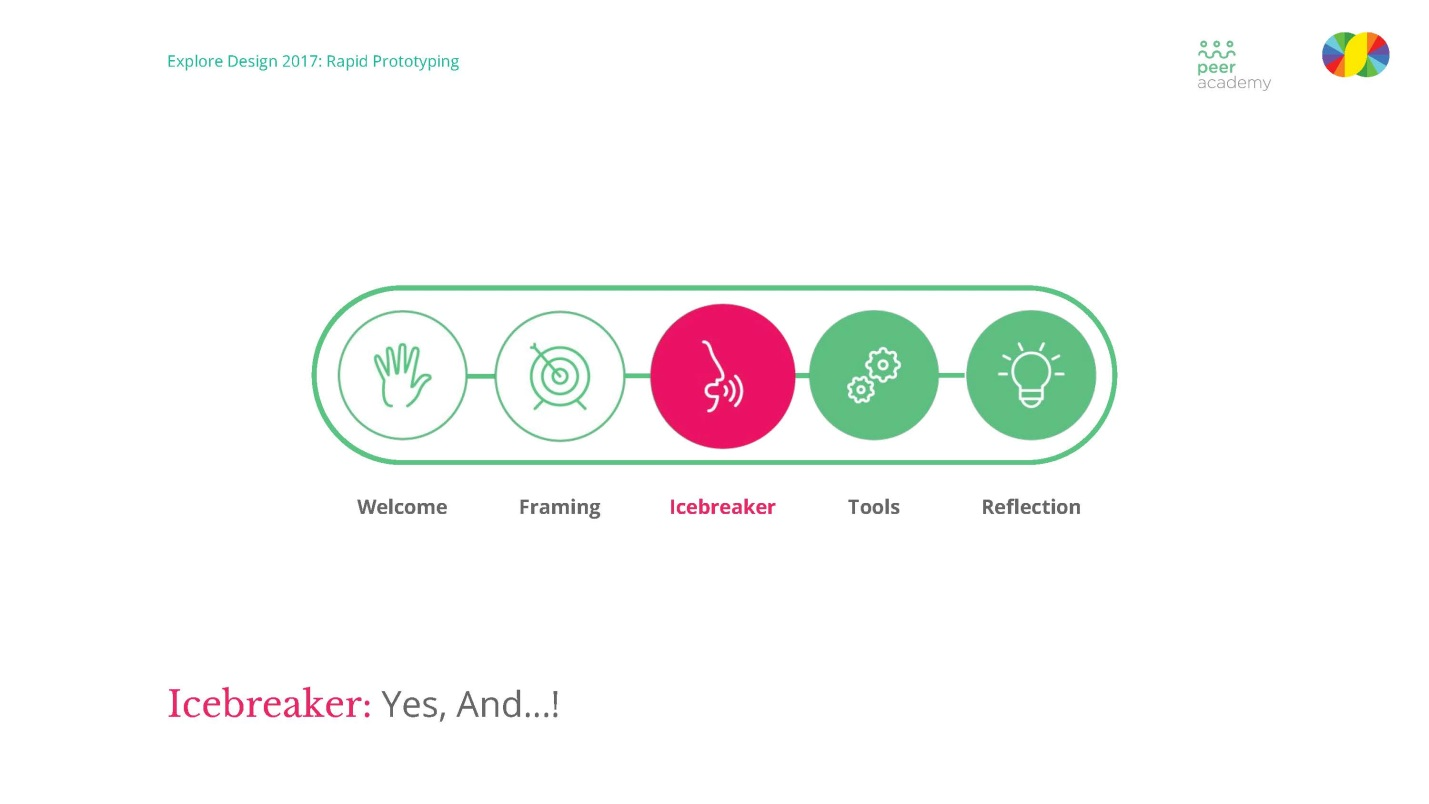 Explore Design 2017: Rapid Prototyping
peer
academy
Welcome
Framing
Icebreaker
Tools
Reflection
Icebreaker: Yes, And...!